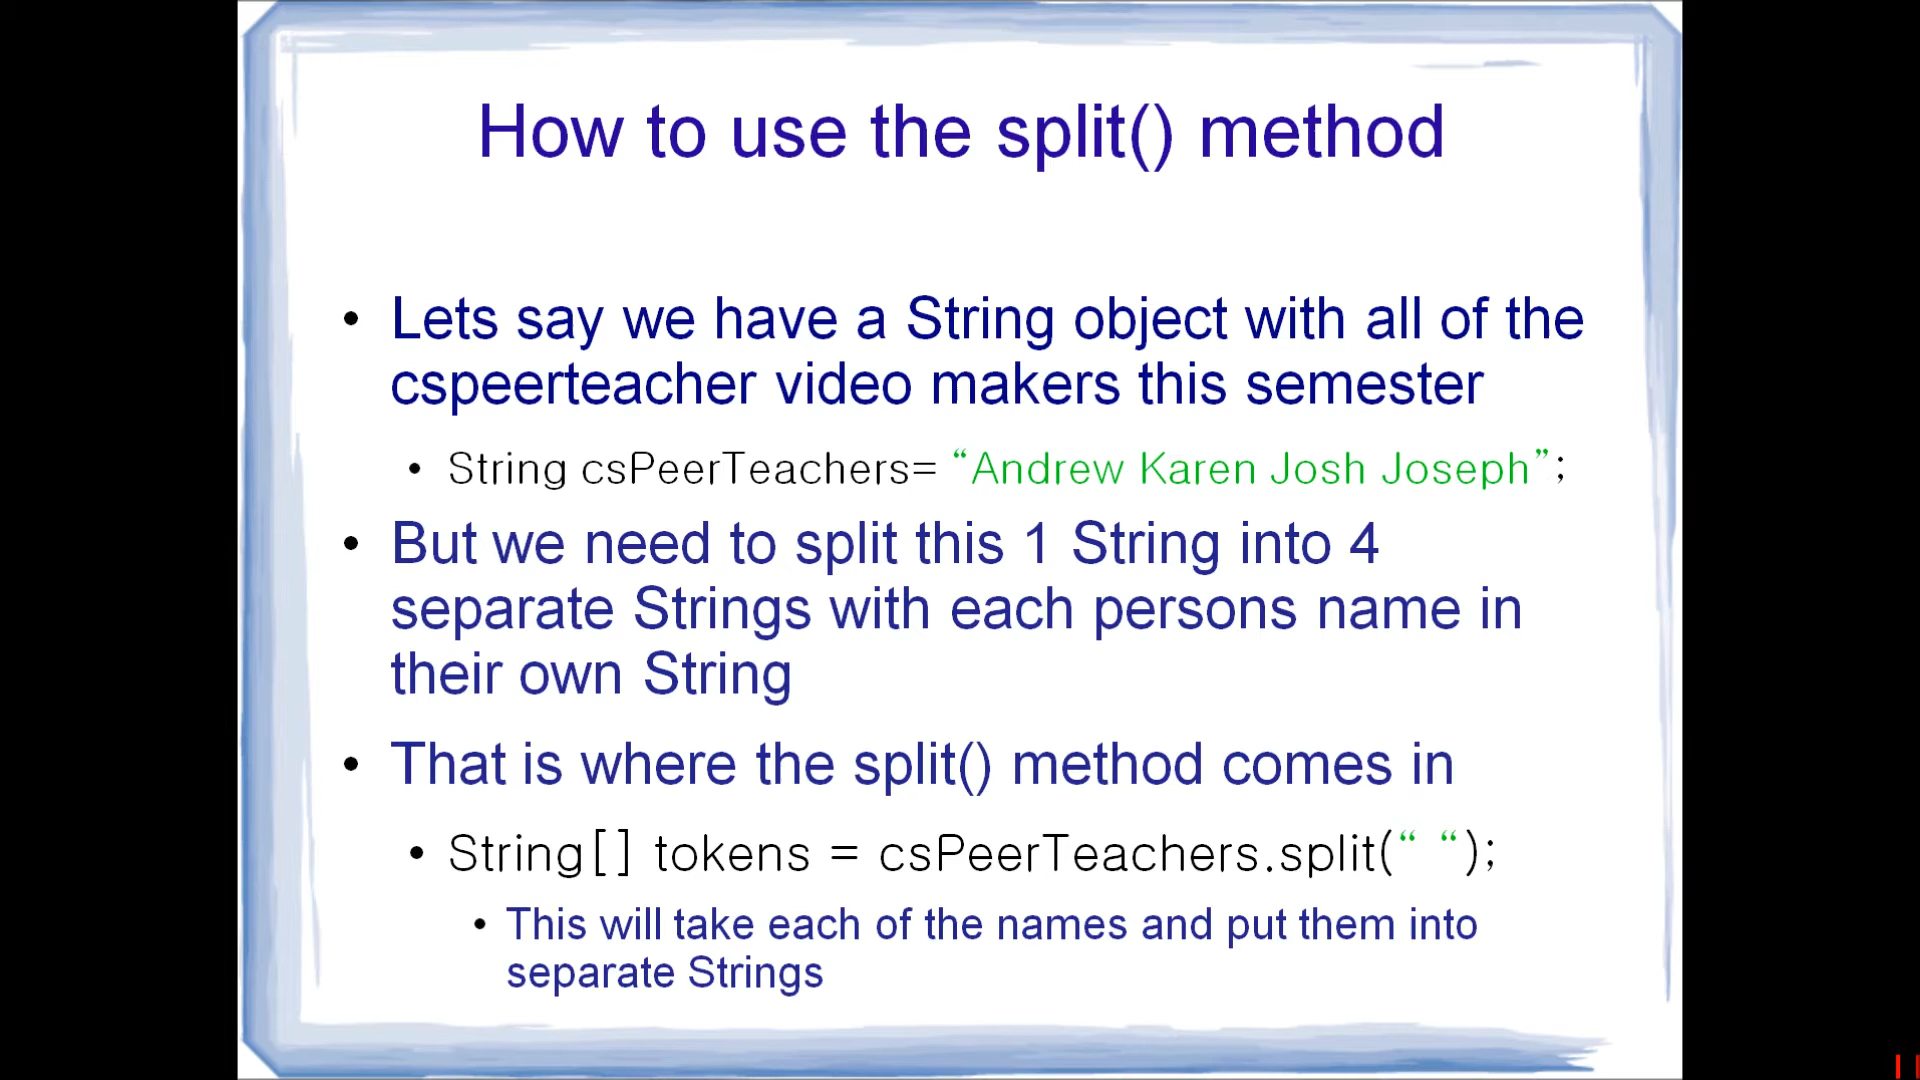 How to use the split() method
• Lets say we have a String object with all of the
cspeerteacher video makers this semester
• String csPeerTeachers= “Andrew Karen Josh Joseph”;
• But we need to split this 1 String into 4
separate Strings with each persons name in
their own String
• That is where the split() method comes in
• String[] tokens = csPeerTeachers.split(“ “);
• This will take each of the names and put them into
separate Strings